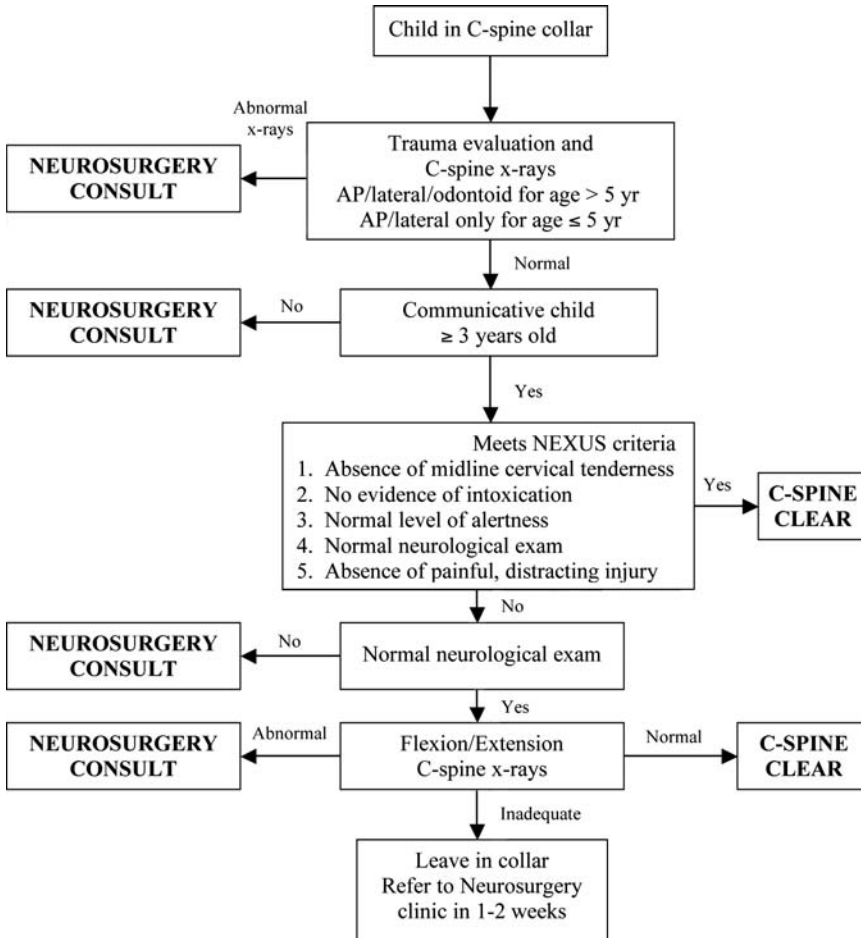 Child in C-spine collar
Abnormal
x-rays
NEUROSURGERY
CONSULT
Trauma evaluation and
C-spine x-rays
AP/lateral/odontoid for age > 5 yr
AP/lateral only for age ≤ 5 yr
Normal
NEUROSURGERY
CONSULT
No
Communicative child
≥ 3 years old
Yes
Meets NEXUS criteria
1. Absence of midline cervical tenderness
2. No evidence of intoxication
3. Normal level of alertness
4. Normal neurological exam
5. Absence of painful, distracting injury
Yes
C-SPINE
CLEAR
No
NEUROSURGERY
CONSULT
No
Normal neurological exam
Yes
NEUROSURGERY
CONSULT
Abnormal
Flexion/Extension
C-spine x-rays
Normal
C-SPINE
CLEAR
Inadequate
Leave in collar
Refer to Neurosurgery
clinic in 1-2 weeks